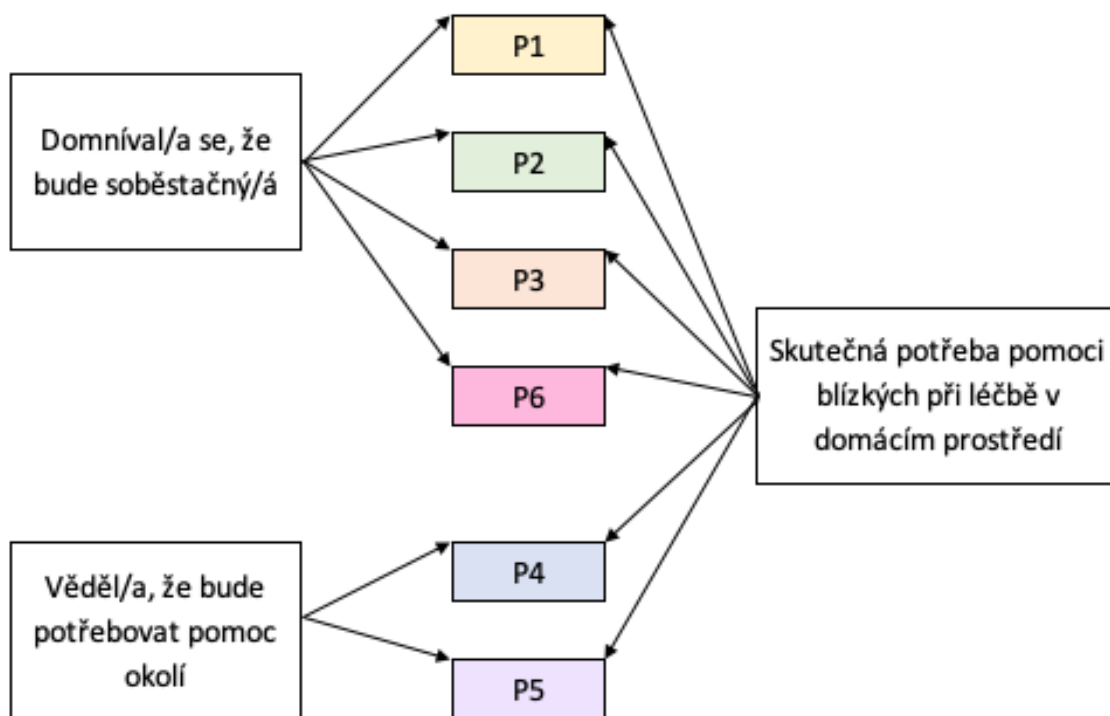 P1
Domníval/a se, že
bude soběstačný/á
P2
P3
Skutečná potřeba pomoci
blízkých při léčbě v
domácím prostředí
P6
Věděl/a, že bude
potřebovat pomoc
okolí
P4
P5